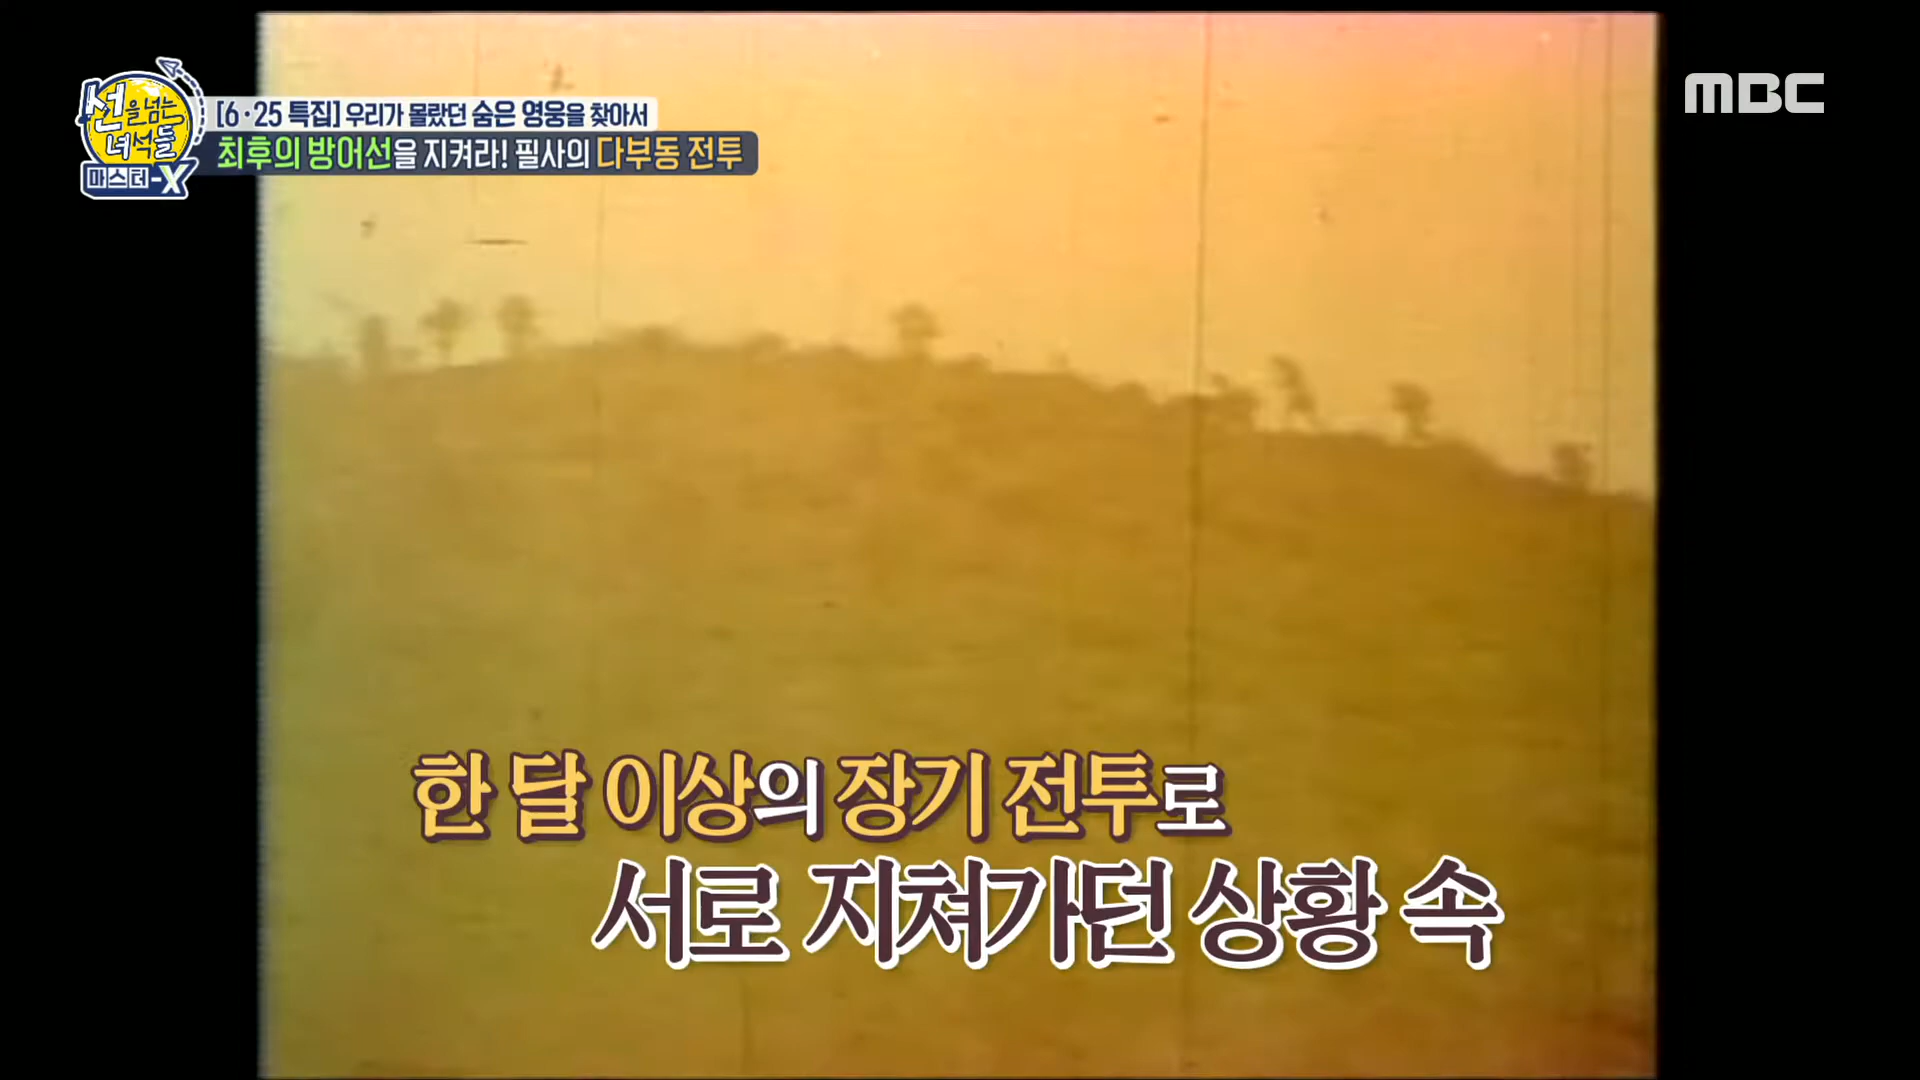 선을 넘는
녀석들
마스터-X
[6·25 특집] 우리가 몰랐던 숨은 영웅을 찾아서
최후의 방어선을 지켜라! 필사의 다부동 전투
MBC
한 달 이상의 장기 전투로
서로 지쳐가던 상황 속